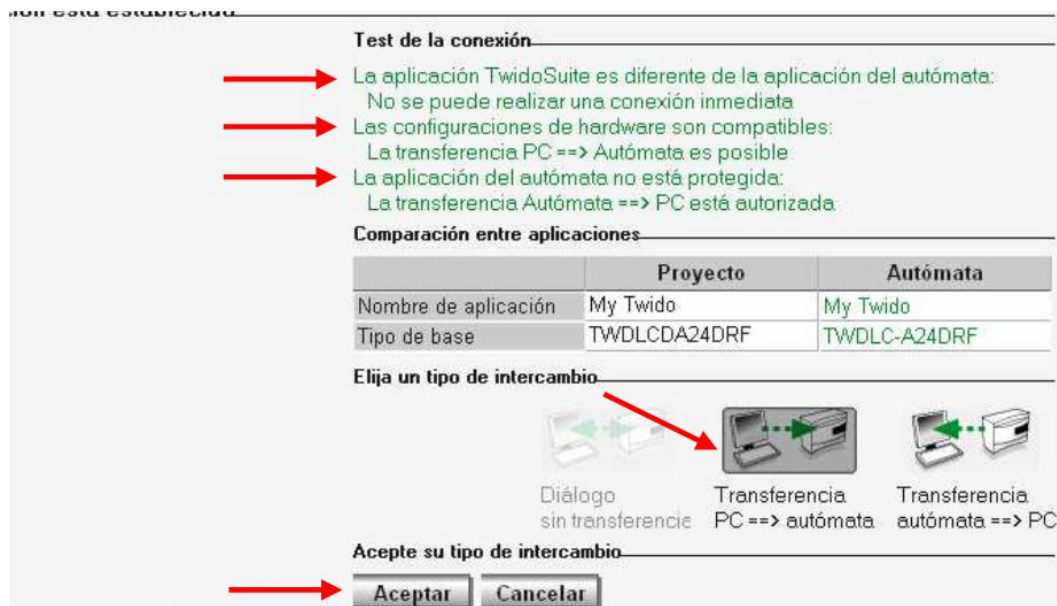 ión está establecida
Test de la conexión
La aplicación TwidoSuite es diferente de la aplicación del autómata:
No se puede realizar una conexión inmediata
Las configuraciones de hardware son compatibles:
La transferencia PC ==> Autómata es posible
La aplicación del autómata no está protegida:
La transferencia Autómata ==> PC está autorizada
Comparación entre aplicaciones
Proyecto Autómata
Nombre de aplicación My Twido My Twido
Tipo de base TWDLCDA24DRF TWDLC-A24DRF
Elija un tipo de intercambio
Diálogo Transferencia Transferencia
sin transferencia PC ==> autómata autómata ==> PC
Acepte su tipo de intercambio
Aceptar Cancelar